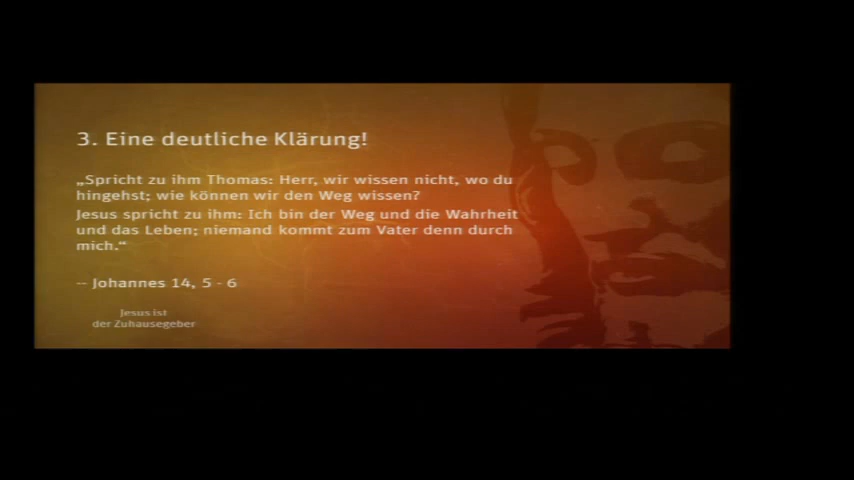 3. Eine deutliche Klärung!
„Spricht zu ihm Thomas: Herr, wir wissen nicht, wo du
hingehst; wie können wir den Weg wissen?
Jesus spricht zu ihm: Ich bin der Weg und die Wahrheit
und das Leben; niemand kommt zum Vater denn durch
mich.“
-- Johannes 14, 5 - 6
Jesus ist
der Zuhausegeber